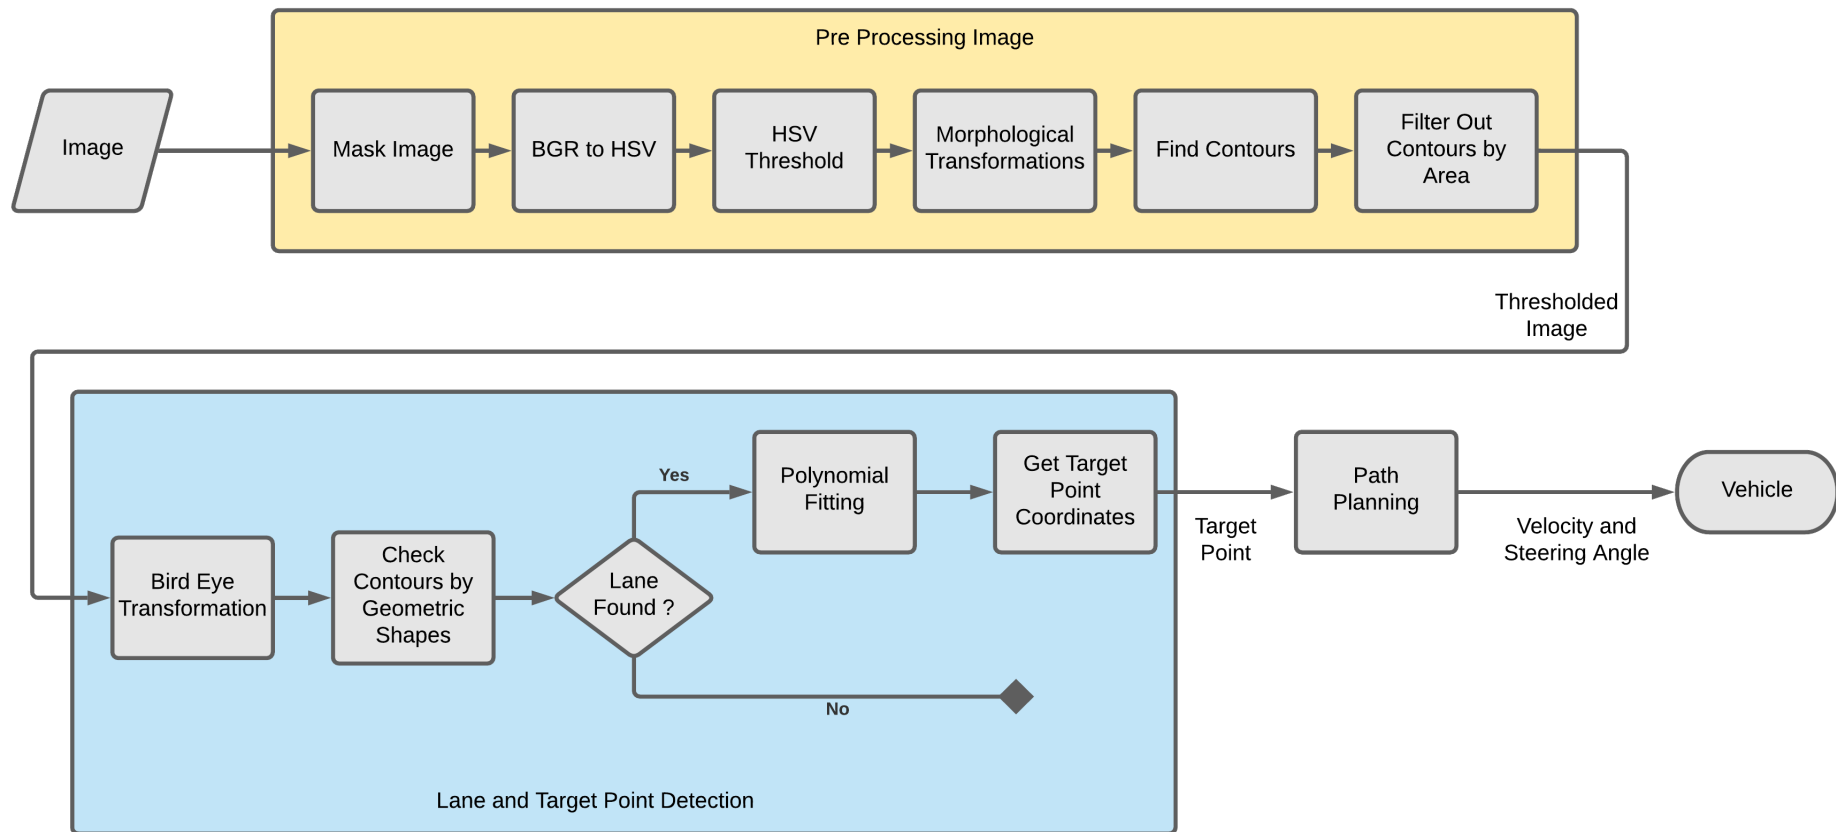 Pre Processing Image
Image
Mask Image
BGR to HSV
HSV
Threshold
Morphological
Transformations
Find Contours
Filter Out
Contours by
Area
Thresholded
Image
Bird Eye
Transformation
Check
Contours by
Geometric
Shapes
Lane
Found ?
Yes
No
Polynomial
Fitting
Get Target
Point
Coordinates
Target
Point
Path
Planning
Velocity and
Steering Angle
Vehicle
Lane and Target Point Detection